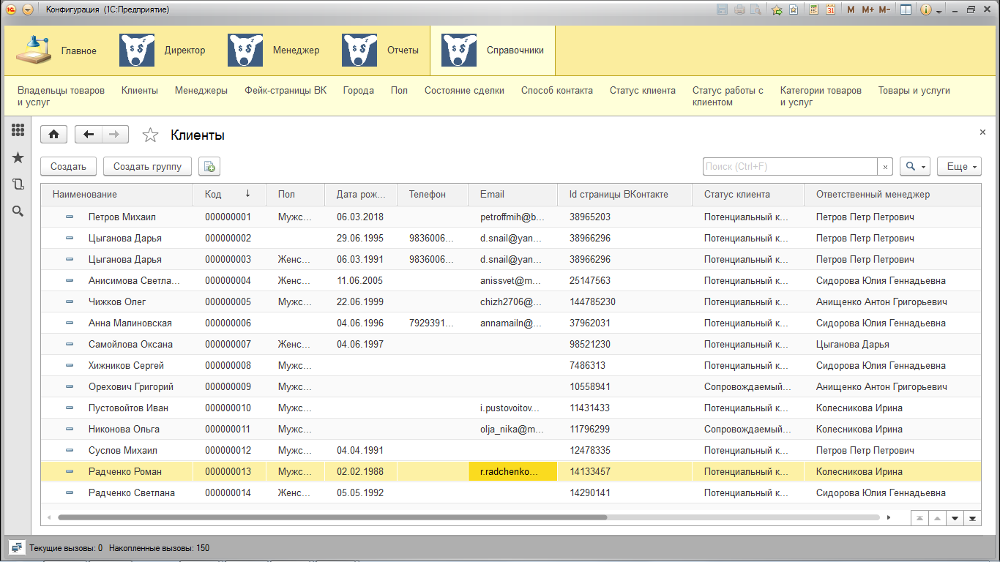 Конфигурация (1С:Предприятие)
M M+ M-
Главное Директор Менеджер Отчеты Справочники
Владельцы товаров и услуг Клиенты Менеджеры Фейк-страницы ВК Города Пол Состояние сделки Способ контакта Статус клиента Статус работы с клиентом Категории товаров и услуг Товары и услуги
Клиенты
Создать Создать группу Поиск (Ctrl+F) Еще
Наименование Код Пол Дата рож... Телефон Email Id страницы ВКонтакте Статус клиента Ответственный менеджер
Петров Михаил 000000001 Мужс... 06.03.2018 petroffmih@b... 38965203 Потенциальный к... Петров Петр Петрович
Цыганова Дарья 000000002 29.06.1995 9836006... d.snail@yan... 38966296 Потенциальный к... Петров Петр Петрович
Цыганова Дарья 000000003 Женс... 06.03.1991 9836006... d.snail@yan... 38966296 Потенциальный к... Петров Петр Петрович
Анисимова Светла... 000000004 Женс... 11.06.2005 anissvet@m... 25147563 Потенциальный к... Сидорова Юлия Геннадьевна
Чижков Олег 000000005 Мужс... 22.06.1999 chizh2706@... 144785230 Потенциальный к... Анищенко Антон Григорьевич
Анна Малиновская 000000006 04.06.1996 7929391... annamailn@... 37962031 Потенциальный к... Сидорова Юлия Геннадьевна
Самойлова Оксана 000000007 Женс... 04.06.1997 98521230 Потенциальный к... Цыганова Дарья
Хижников Сергей 000000008 Мужс... 7486313 Потенциальный к... Сидорова Юлия Геннадьевна
Орехович Григорий 000000009 Мужс... 10558941 Сопровождаемый... Анищенко Антон Григорьевич
Пустовойтов Иван 000000010 Мужс... i.pustovoitov... 11431433 Потенциальный к... Колесникова Ирина
Никонова Ольга 000000011 Мужс... olja_nika@m... 11796299 Сопровождаемый... Колесникова Ирина
Суслов Михаил 000000012 Мужс... 04.04.1991 12478335 Потенциальный к... Петров Петр Петрович
Радченко Роман 000000013 Мужс... 02.02.1988 r.radchenko... 14133457 Потенциальный к... Колесникова Ирина
Радченко Светлана 000000014 Женс... 05.05.1992 14290141 Потенциальный к... Сидорова Юлия Геннадьевна
Текущие вызовы: 0 Накопленные вызовы: 150